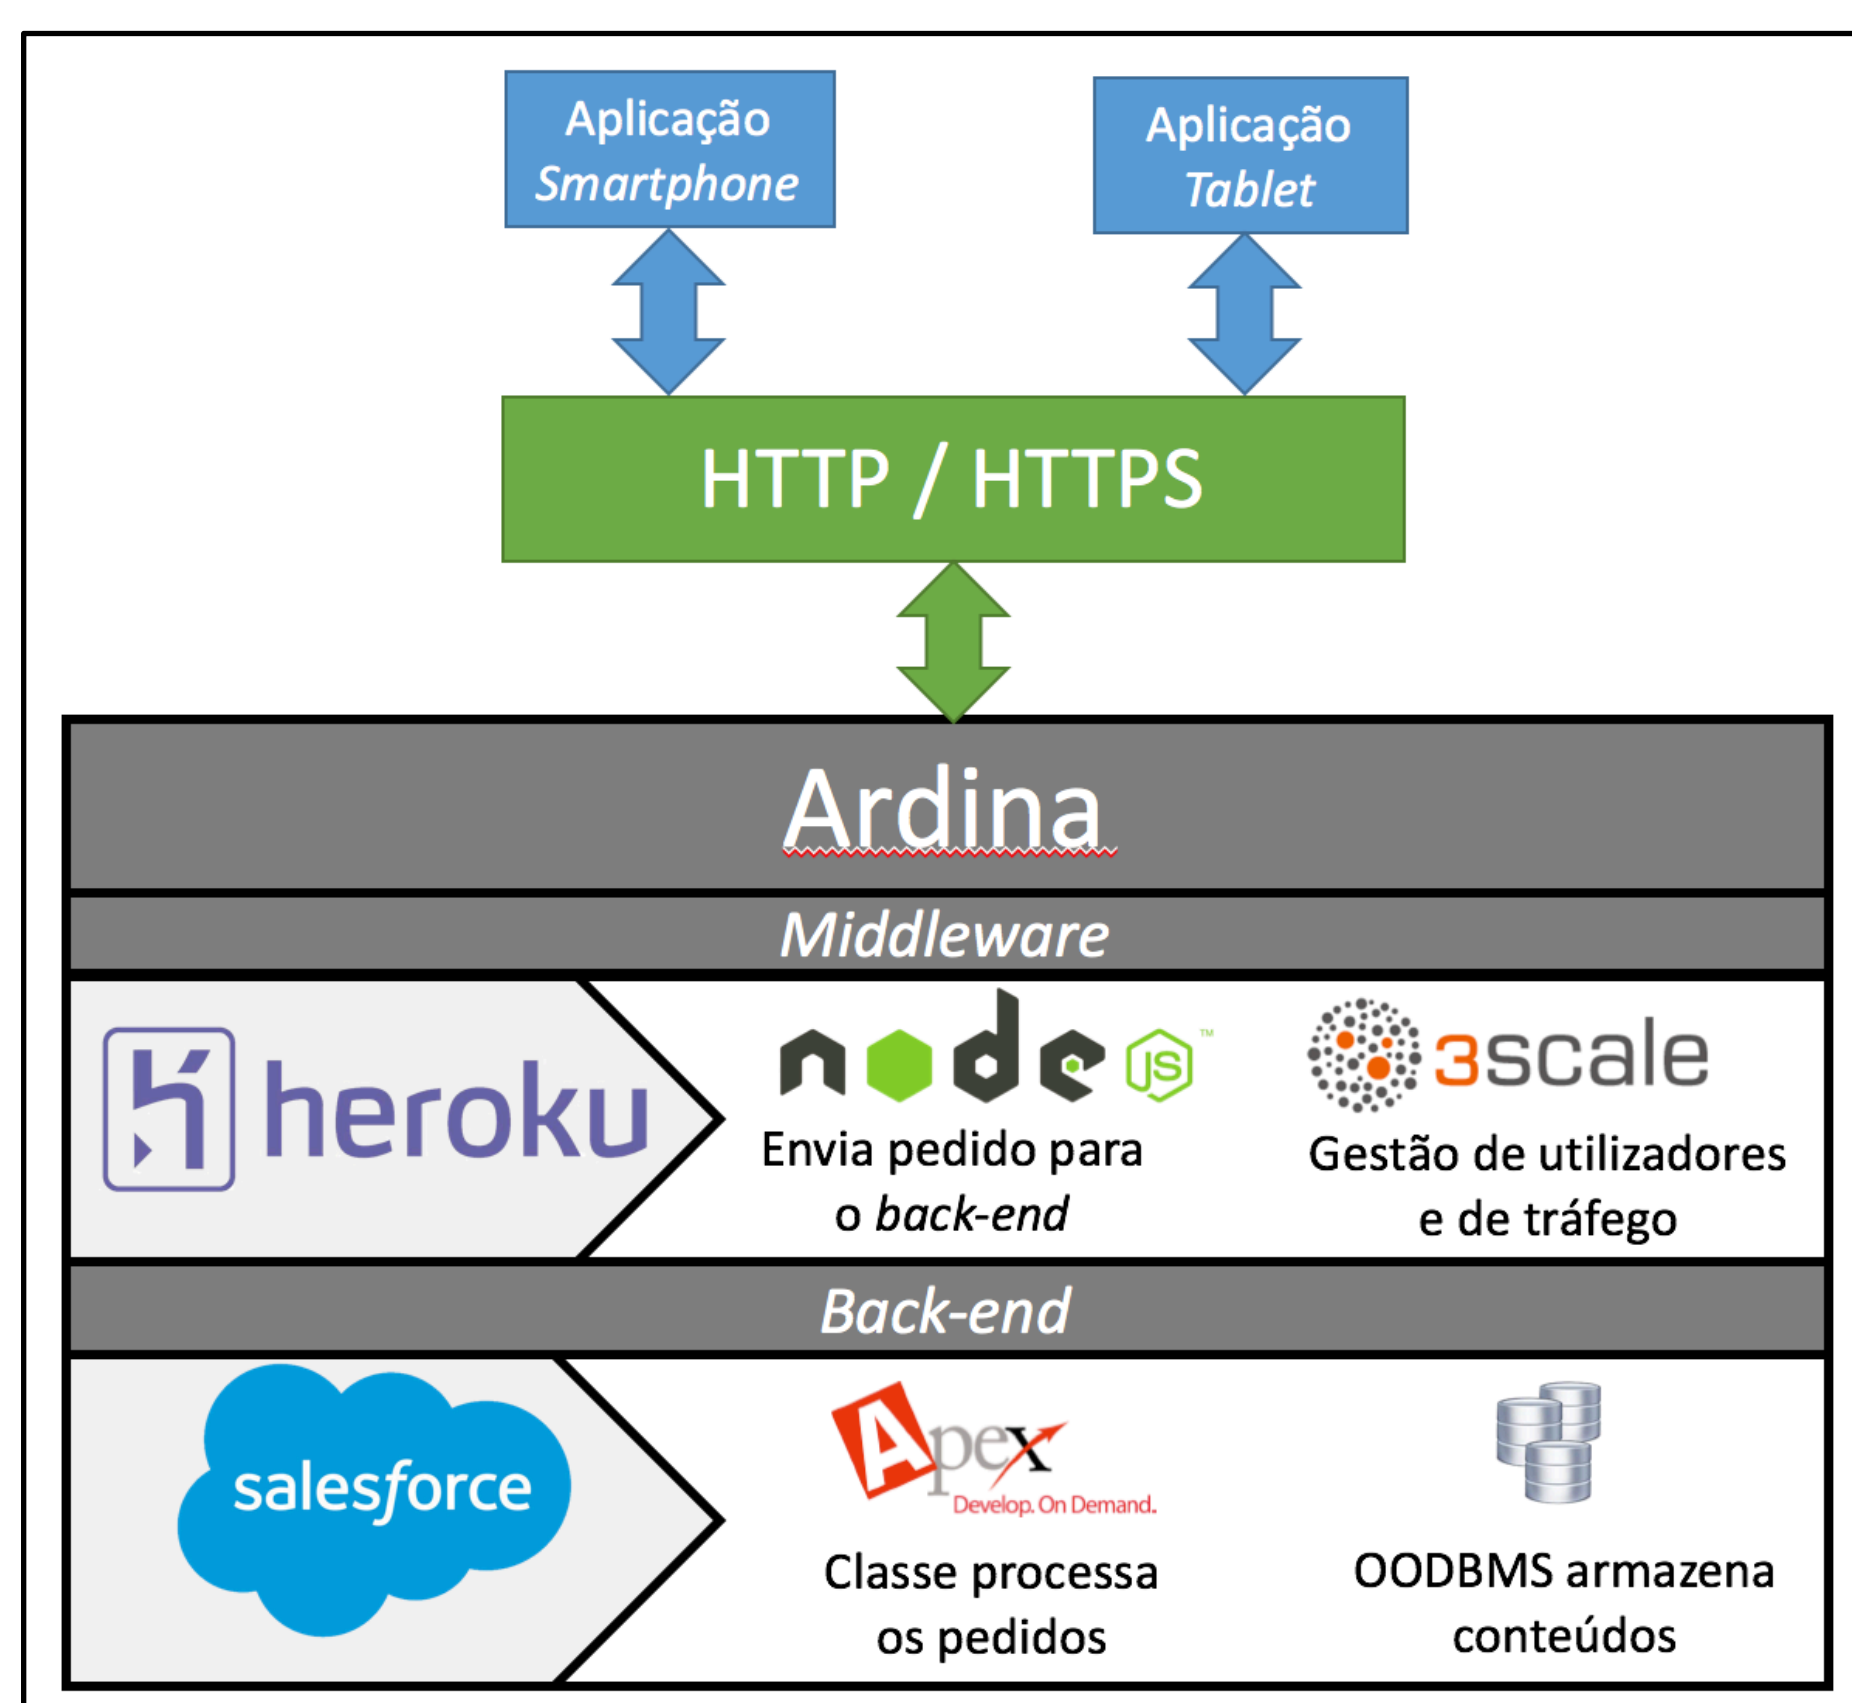 Aplicação
Smartphone
Aplicação
Tablet
HTTP / HTTPS
Ardina
Middleware
heroku
node JS™
Envia pedido para
o back-end
3scale
Gestão de utilizadores
e de tráfego
Back-end
salesforce
Apex
Develop. On Demand.
Classe processa
os pedidos
OODBMS armazena
conteúdos